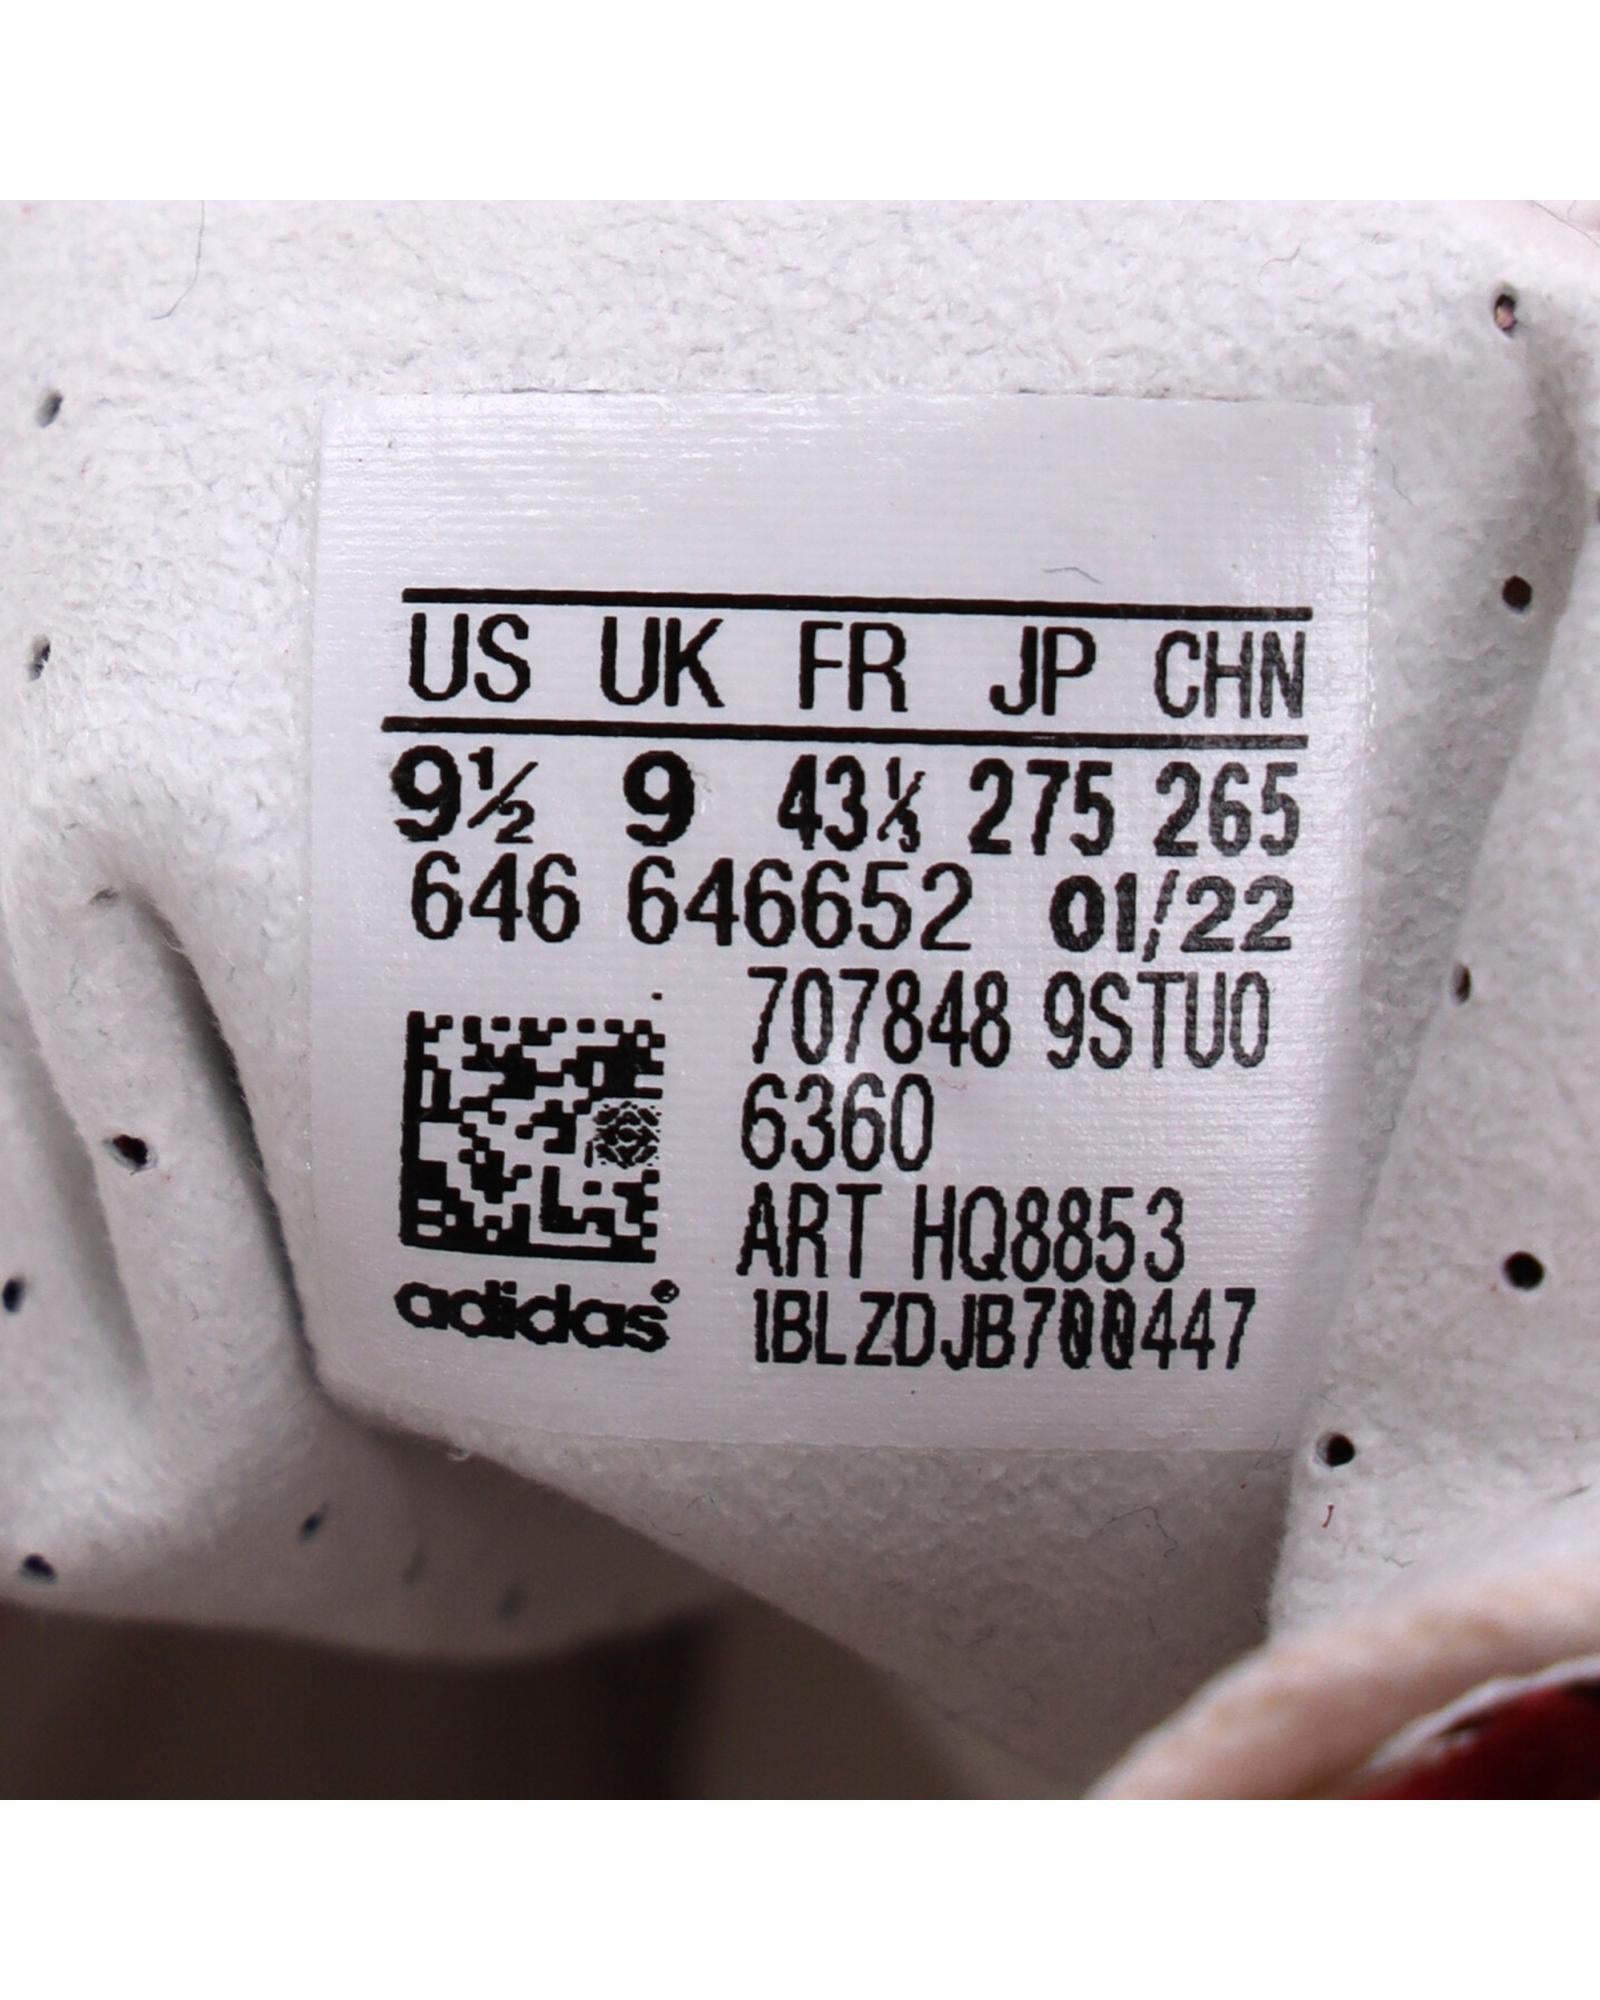 US UK FR JP CHN
9½ 9 43⅓ 275 265
646 646652 01/22
707848 9STU0
6360
ART HQ8853
adidas®
1BLZDJB700447